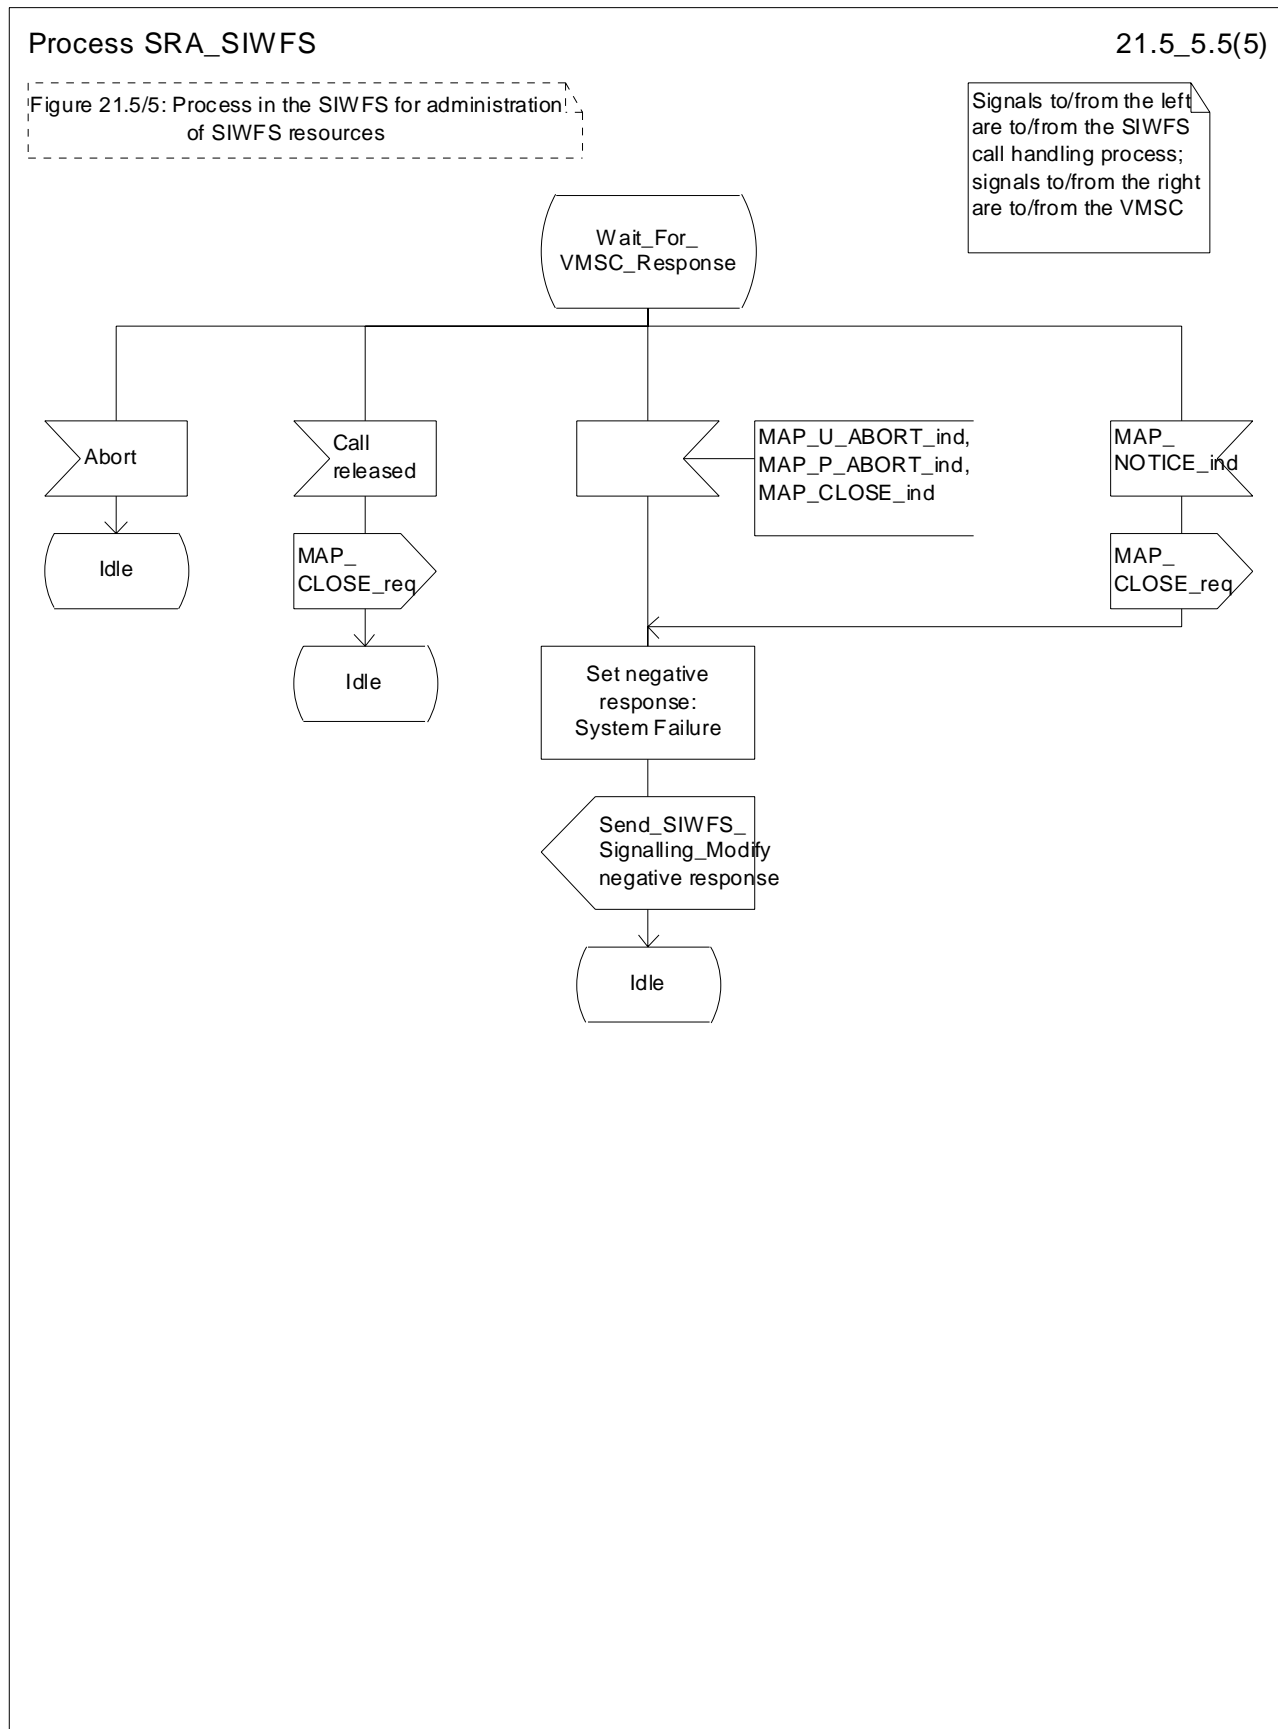 Process SRA_SIWFS
21.5_5.5(5)
Figure 21.5/5: Process in the SIWFS for administration
of SIWFS resources
Signals to/from the left
are to/from the SIWFS
call handling process;
signals to/from the right
are to/from the VMSC
Wait_For_
VMSC_Response
Abort
Call
released
MAP_U_ABORT_ind,
MAP_P_ABORT_ind,
MAP_CLOSE_ind
MAP_
NOTICE_ind
Idle
MAP_
CLOSE_req
MAP_
CLOSE_req
Idle
Set negative
response:
System Failure
Send_SIWFS_
Signalling_Modify
negative response
Idle